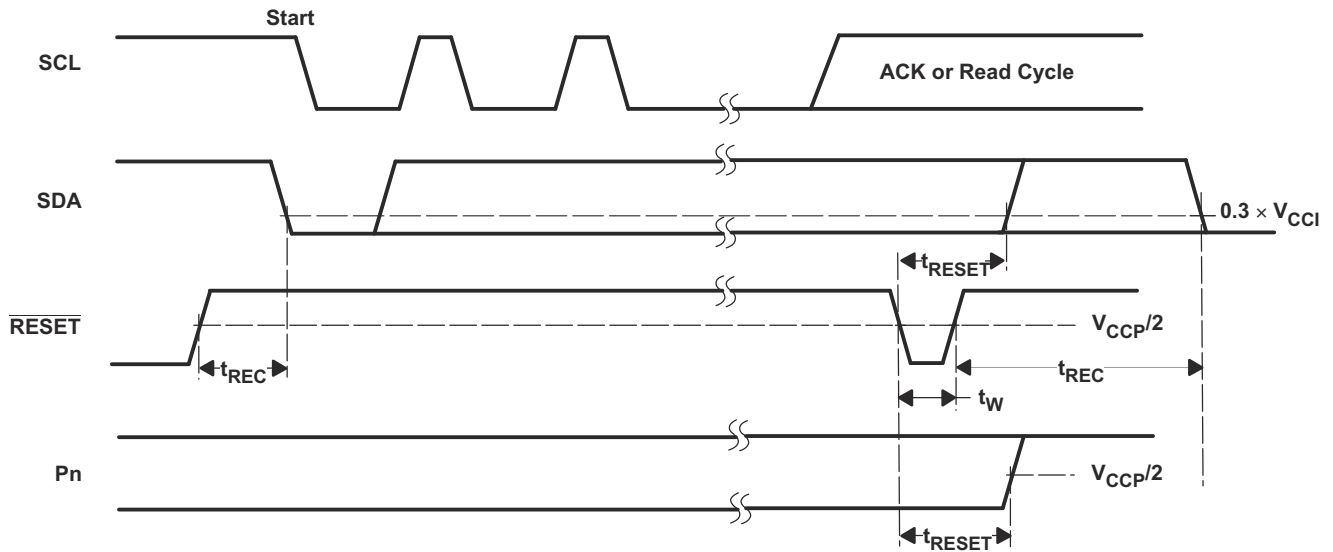 Start
SCL
ACK or Read Cycle
SDA
0.3 × VCCI
tRESET
RESET
VCCP/2
tREC
tREC
tW
Pn
VCCP/2
tRESET